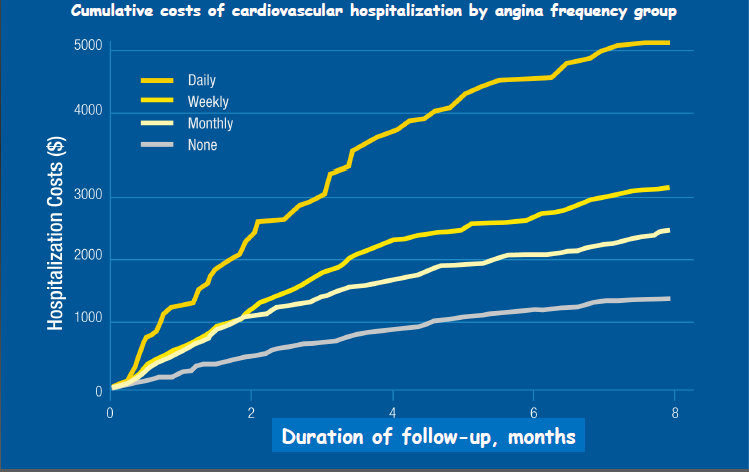 Cumulative costs of cardiovascular hospitalization by angina frequency group
5000
4000
3000
2000
1000
0
Hospitalization Costs ($)
Daily
Weekly
Monthly
None
0 2 4 6 8
Duration of follow-up, months